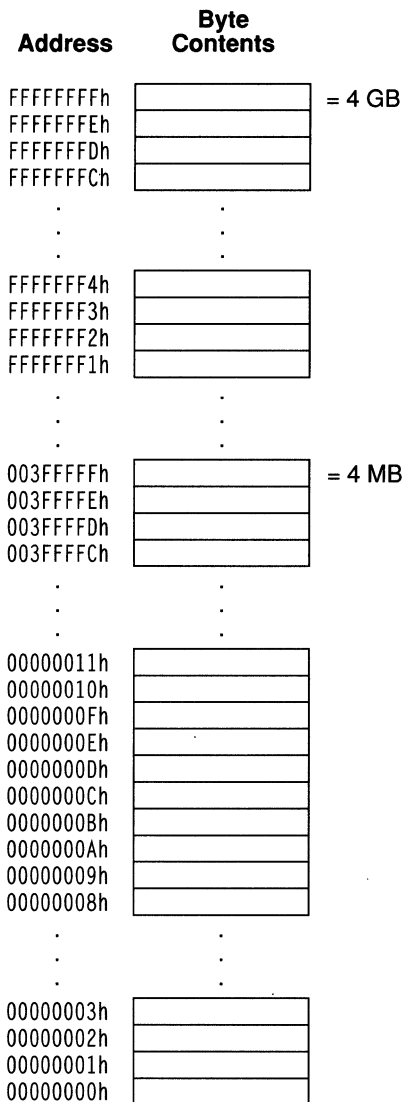 Address Byte Contents
FFFFFFFFh = 4 GB
FFFFFFFEh
FFFFFFFDh
FFFFFFFCh
FFFFFFF4h
FFFFFFF3h
FFFFFFF2h
FFFFFFF1h
003FFFFFh = 4 MB
003FFFFEh
003FFFFDh
003FFFFCh
00000011h
00000010h
0000000Fh
0000000Eh
0000000Dh
0000000Ch
0000000Bh
0000000Ah
00000009h
00000008h
00000003h
00000002h
00000001h
00000000h